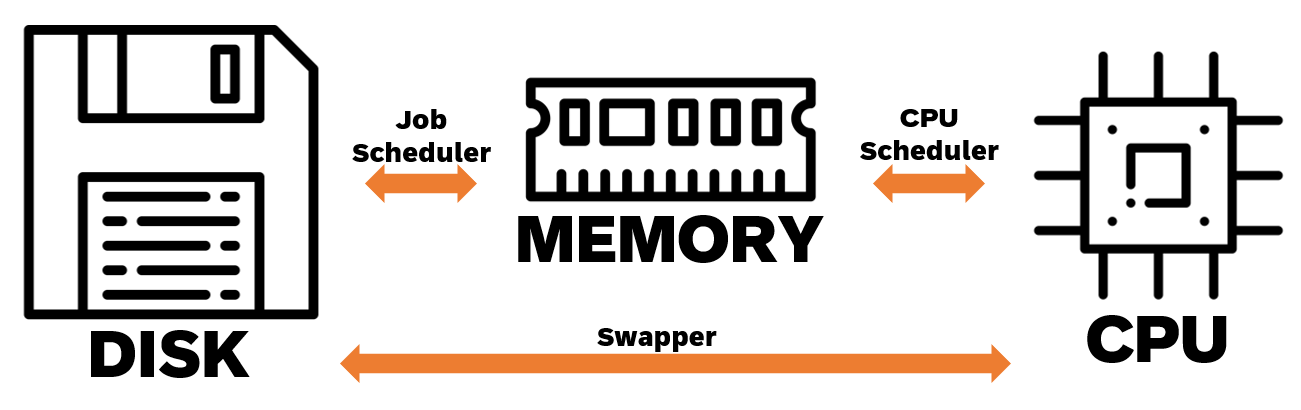 Job
Scheduler
CPU
Scheduler
MEMORY
Swapper
DISK
CPU